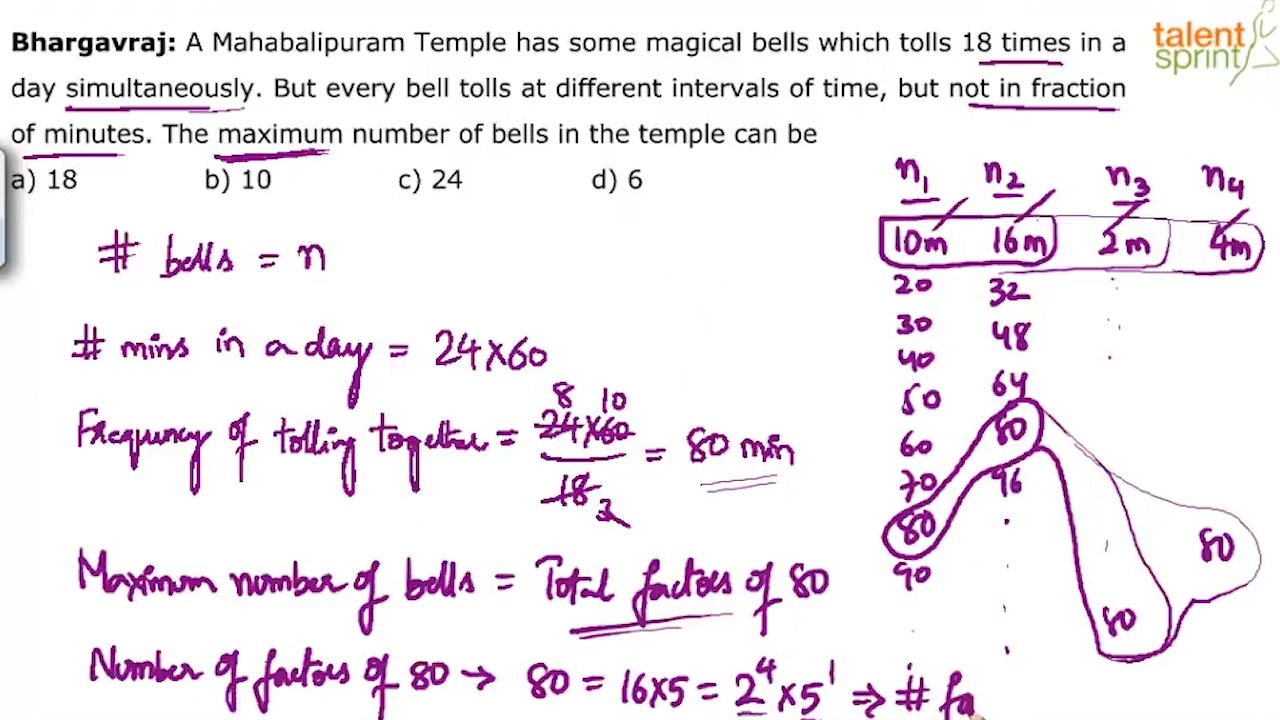 talent
sprint
Bhargavraj: A Mahabalipuram Temple has some magical bells which tolls 18 times in a
day simultaneously. But every bell tolls at different intervals of time, but not in fraction
of minutes. The maximum number of bells in the temple can be
a) 18 b) 10 c) 24 d) 6
# bells = n
# mins in a day = 24×60
Frequency of tolling together = 24×60 / 18 = 80 min
8 10
3
Maximum number of bells = Total factors of 80
Number of factors of 80 → 80 = 16×5 = 2^4 × 5^1 ⇒ # fa
n1 n2 n3 n4
10m 16m 2m 4m
20 32
30 48
40 64
50 80
60 96
70
80
90
80
80